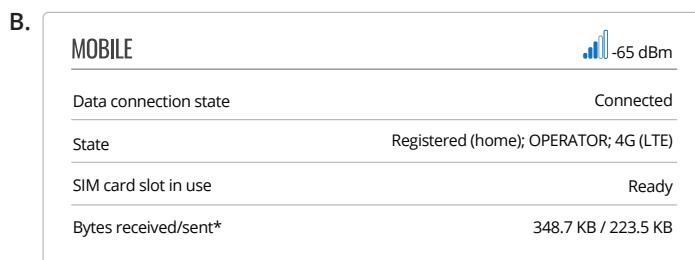 B.
MOBILE -65 dBm
Data connection state Connected
State Registered (home); OPERATOR; 4G (LTE)
SIM card slot in use Ready
Bytes received/sent* 348.7 KB / 223.5 KB